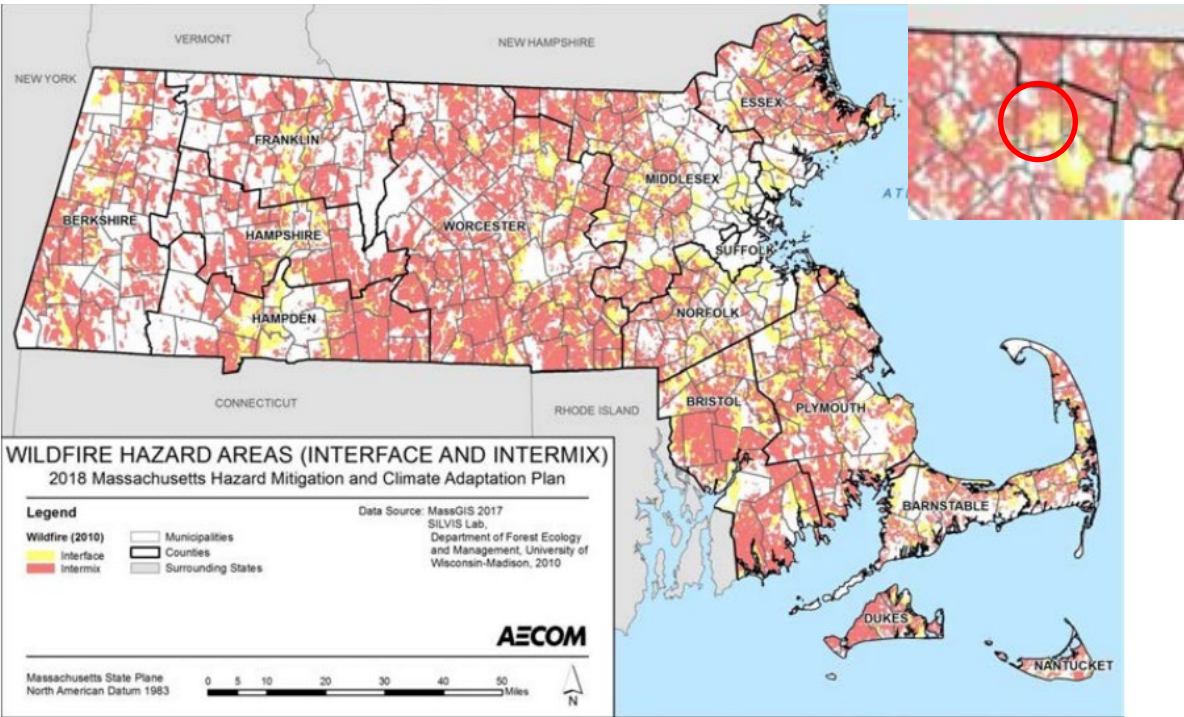 VERMONT
NEW HAMPSHIRE
NEW YORK
ESSEX
FRANKLIN
MIDDLESEX
BERKSHIRE
WORCESTER
HAMPSHIRE
SUFFOLK
HAMPDEN
NORFOLK
CONNECTICUT
RHODE ISLAND
BRISTOL
PLYMOUTH
BARNSTABLE
DUKES
NANTUCKET
WILDFIRE HAZARD AREAS (INTERFACE AND INTERMIX)
2018 Massachusetts Hazard Mitigation and Climate Adaptation Plan
Legend
Wildfire (2010)
Interface
Intermix
Municipalities
Counties
Surrounding States
Data Source: MassGIS 2017
SILVIS Lab,
Department of Forest Ecology
and Management, University of
Wisconsin-Madison, 2010
AECOM
Massachusetts State Plane
North American Datum 1983
0 5 10 20 30 40 50
Miles
N